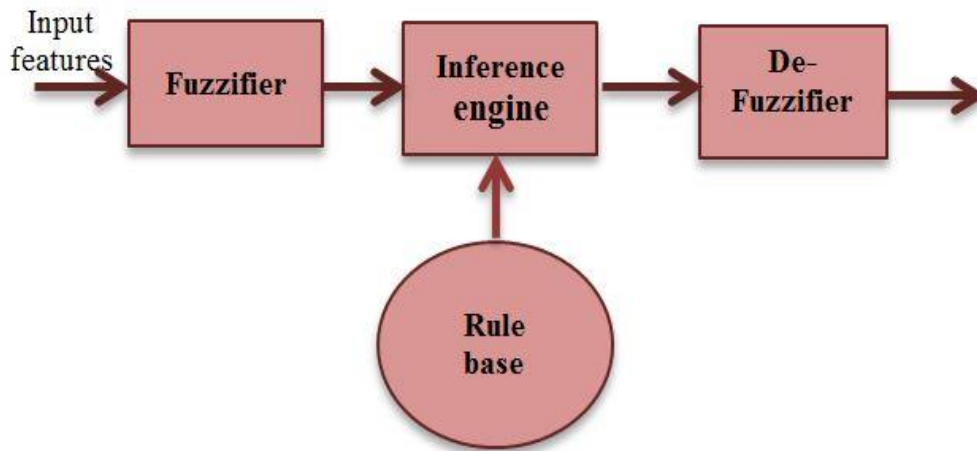 Input
features
Fuzzifier
Inference
engine
De-
Fuzzifier
Rule
base